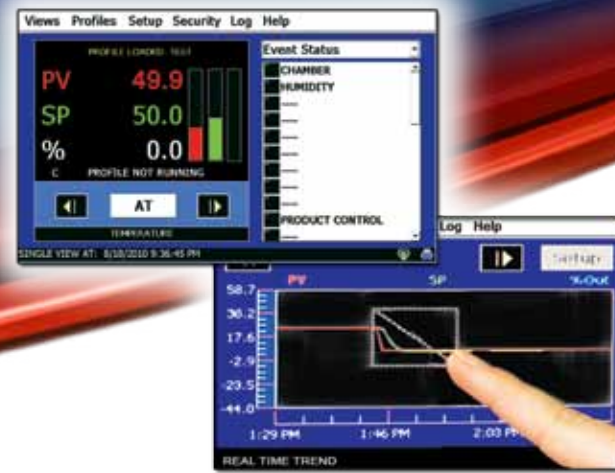 Views Profiles Setup Security Log Help
PROFILE LOADED: TEST
PV 49.9
SP 50.0
% 0.0
C PROFILE NOT RUNNING
AT
TEMPERATURE
Event Status
CHAMBER
HUMIDITY
PRODUCT CONTROL
SINGLE VIEW AT: 8/18/2010 9:36:45 PM
Log Help
Setup
PV SP %Out
58.7
38.2
17.6
-2.9
-23.5
-44.0
1:29 PM 1:46 PM 2:03 PM
REAL TIME TREND